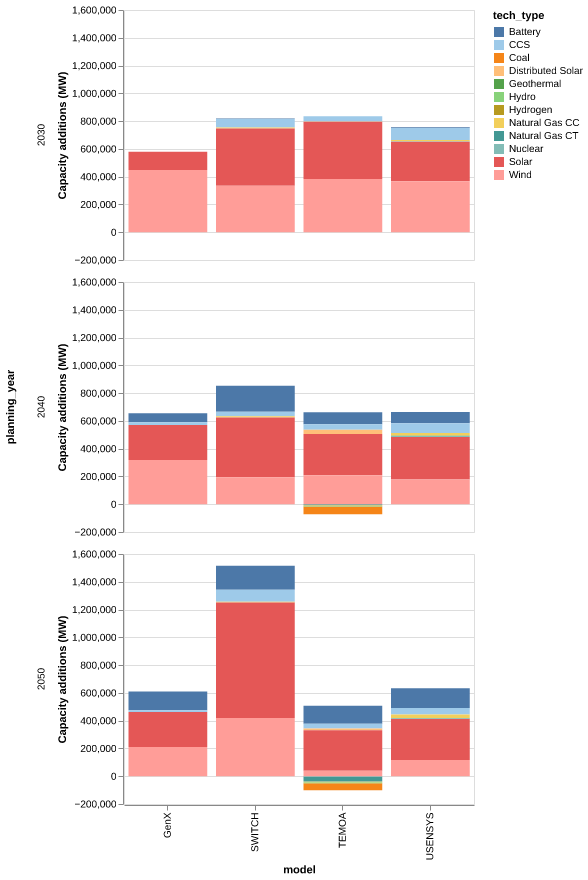 tech_type
Battery
CCS
Coal
Distributed Solar
Geothermal
Hydro
Hydrogen
Natural Gas CC
Natural Gas CT
Nuclear
Solar
Wind
planning_year
2030
Capacity additions (MW)
1,600,000
1,400,000
1,200,000
1,000,000
800,000
600,000
400,000
200,000
0
−200,000
2040
Capacity additions (MW)
1,600,000
1,400,000
1,200,000
1,000,000
800,000
600,000
400,000
200,000
0
−200,000
2050
Capacity additions (MW)
1,600,000
1,400,000
1,200,000
1,000,000
800,000
600,000
400,000
200,000
0
−200,000
GenX
SWITCH
TEMOA
USENSYS
model